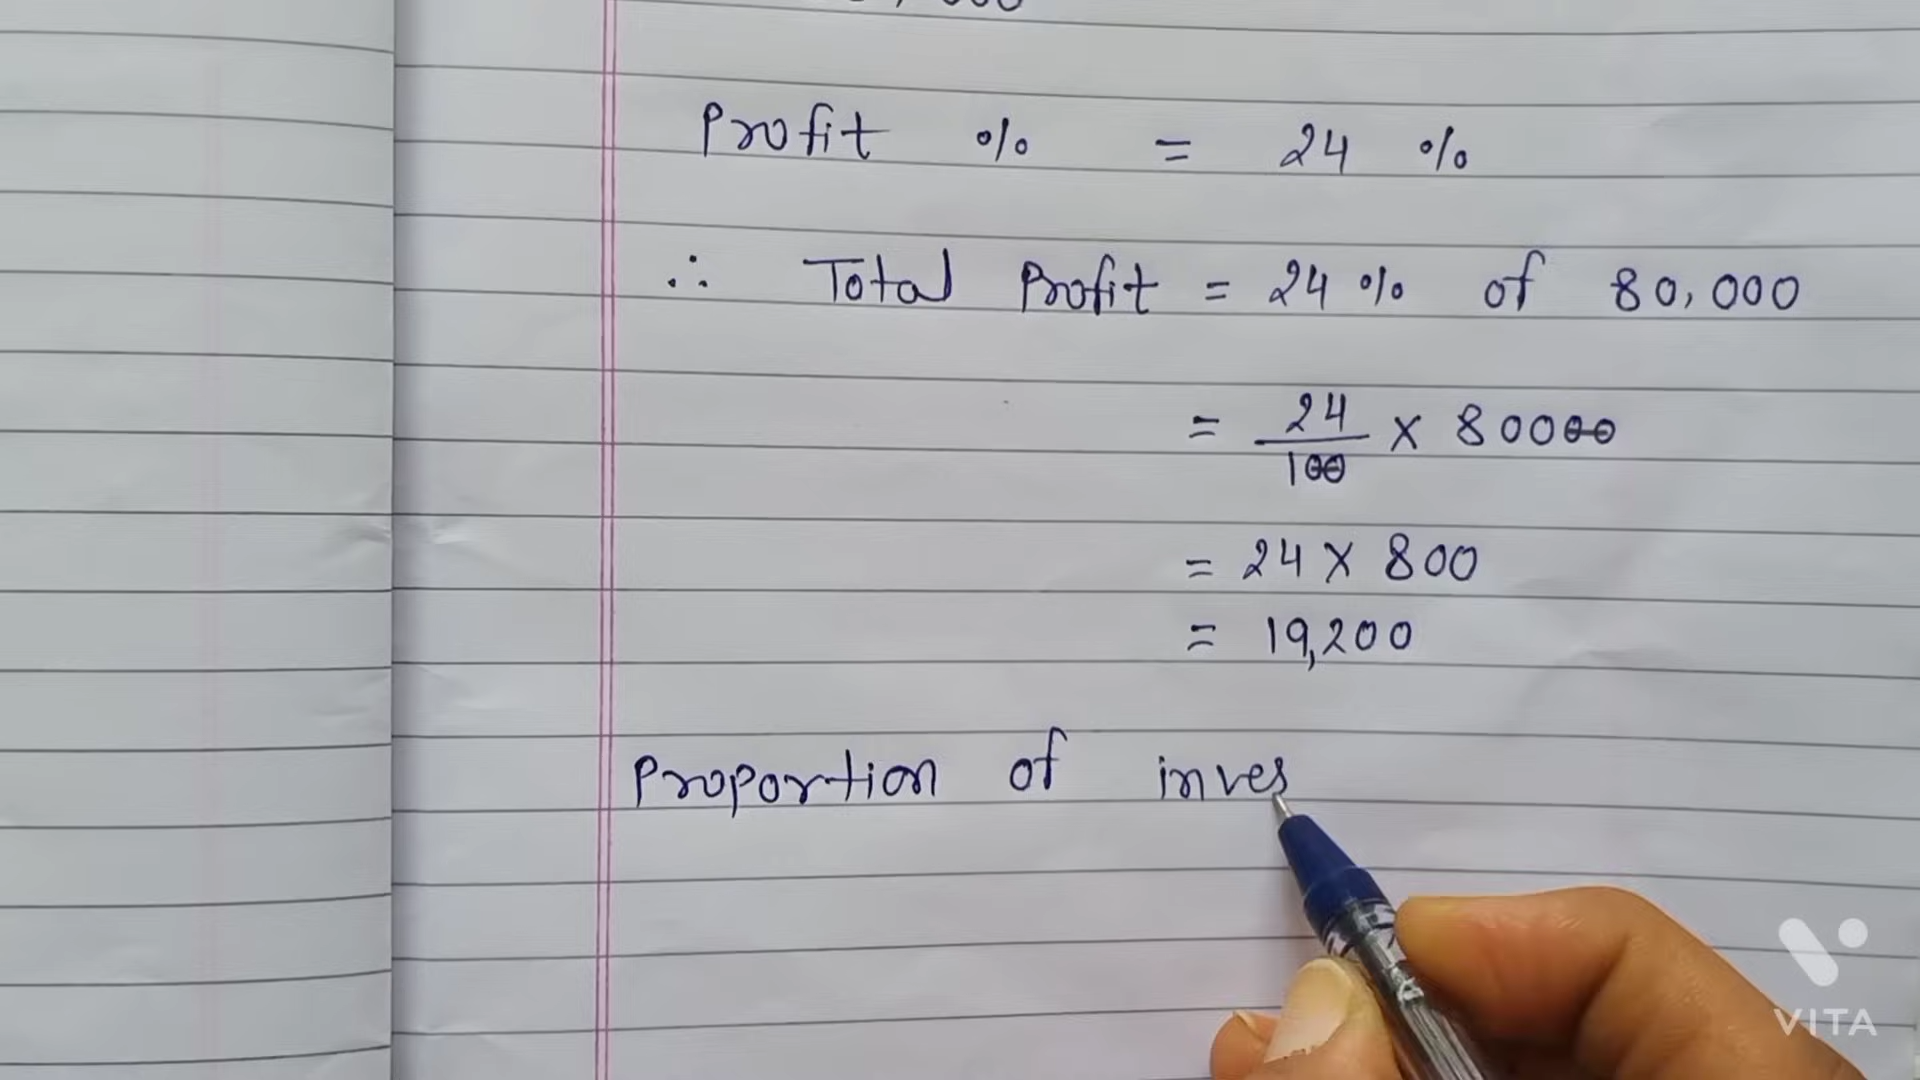 Profit % = 24 %
∴ Total Profit = 24 % of 80,000
= 24/100 × 80000
= 24 × 800
= 19,200
Proportion of inves
VITA